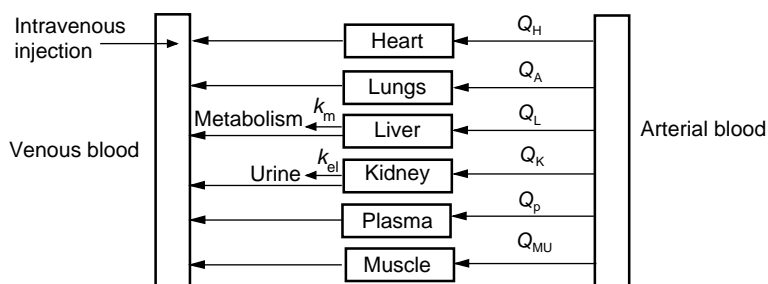 Intravenous
injection
Venous blood
Heart
Q_H
Lungs
Q_A
Metabolism
k_m
Liver
Q_L
Urine
k_el
Kidney
Q_K
Plasma
Q_p
Muscle
Q_MU
Arterial blood